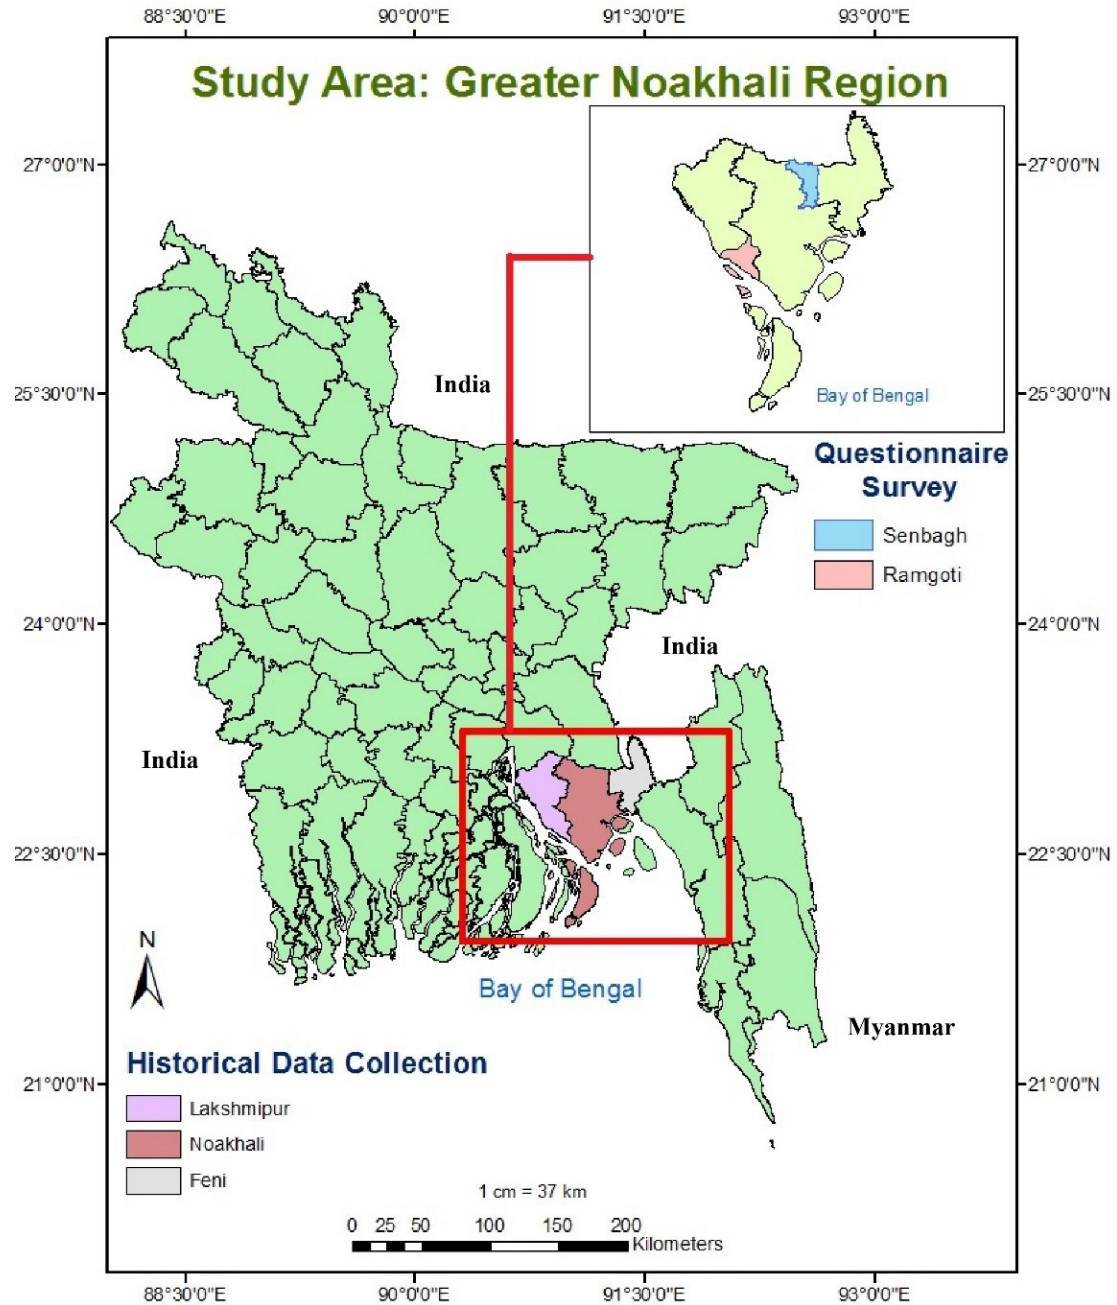 88°30'0"E 90°0'0"E 91°30'0"E 93°0'0"E
Study Area: Greater Noakhali Region
27°0'0"N 27°0'0"N
25°30'0"N 25°30'0"N
India
Bay of Bengal
Questionnaire
Survey
Senbagh
Ramgoti
24°0'0"N 24°0'0"N
India
India
22°30'0"N 22°30'0"N
N
Bay of Bengal
Myanmar
Historical Data Collection
21°0'0"N 21°0'0"N
Lakshmipur
Noakhali
Feni
1 cm = 37 km
0 25 50 100 150 200
Kilometers
88°30'0"E 90°0'0"E 91°30'0"E 93°0'0"E